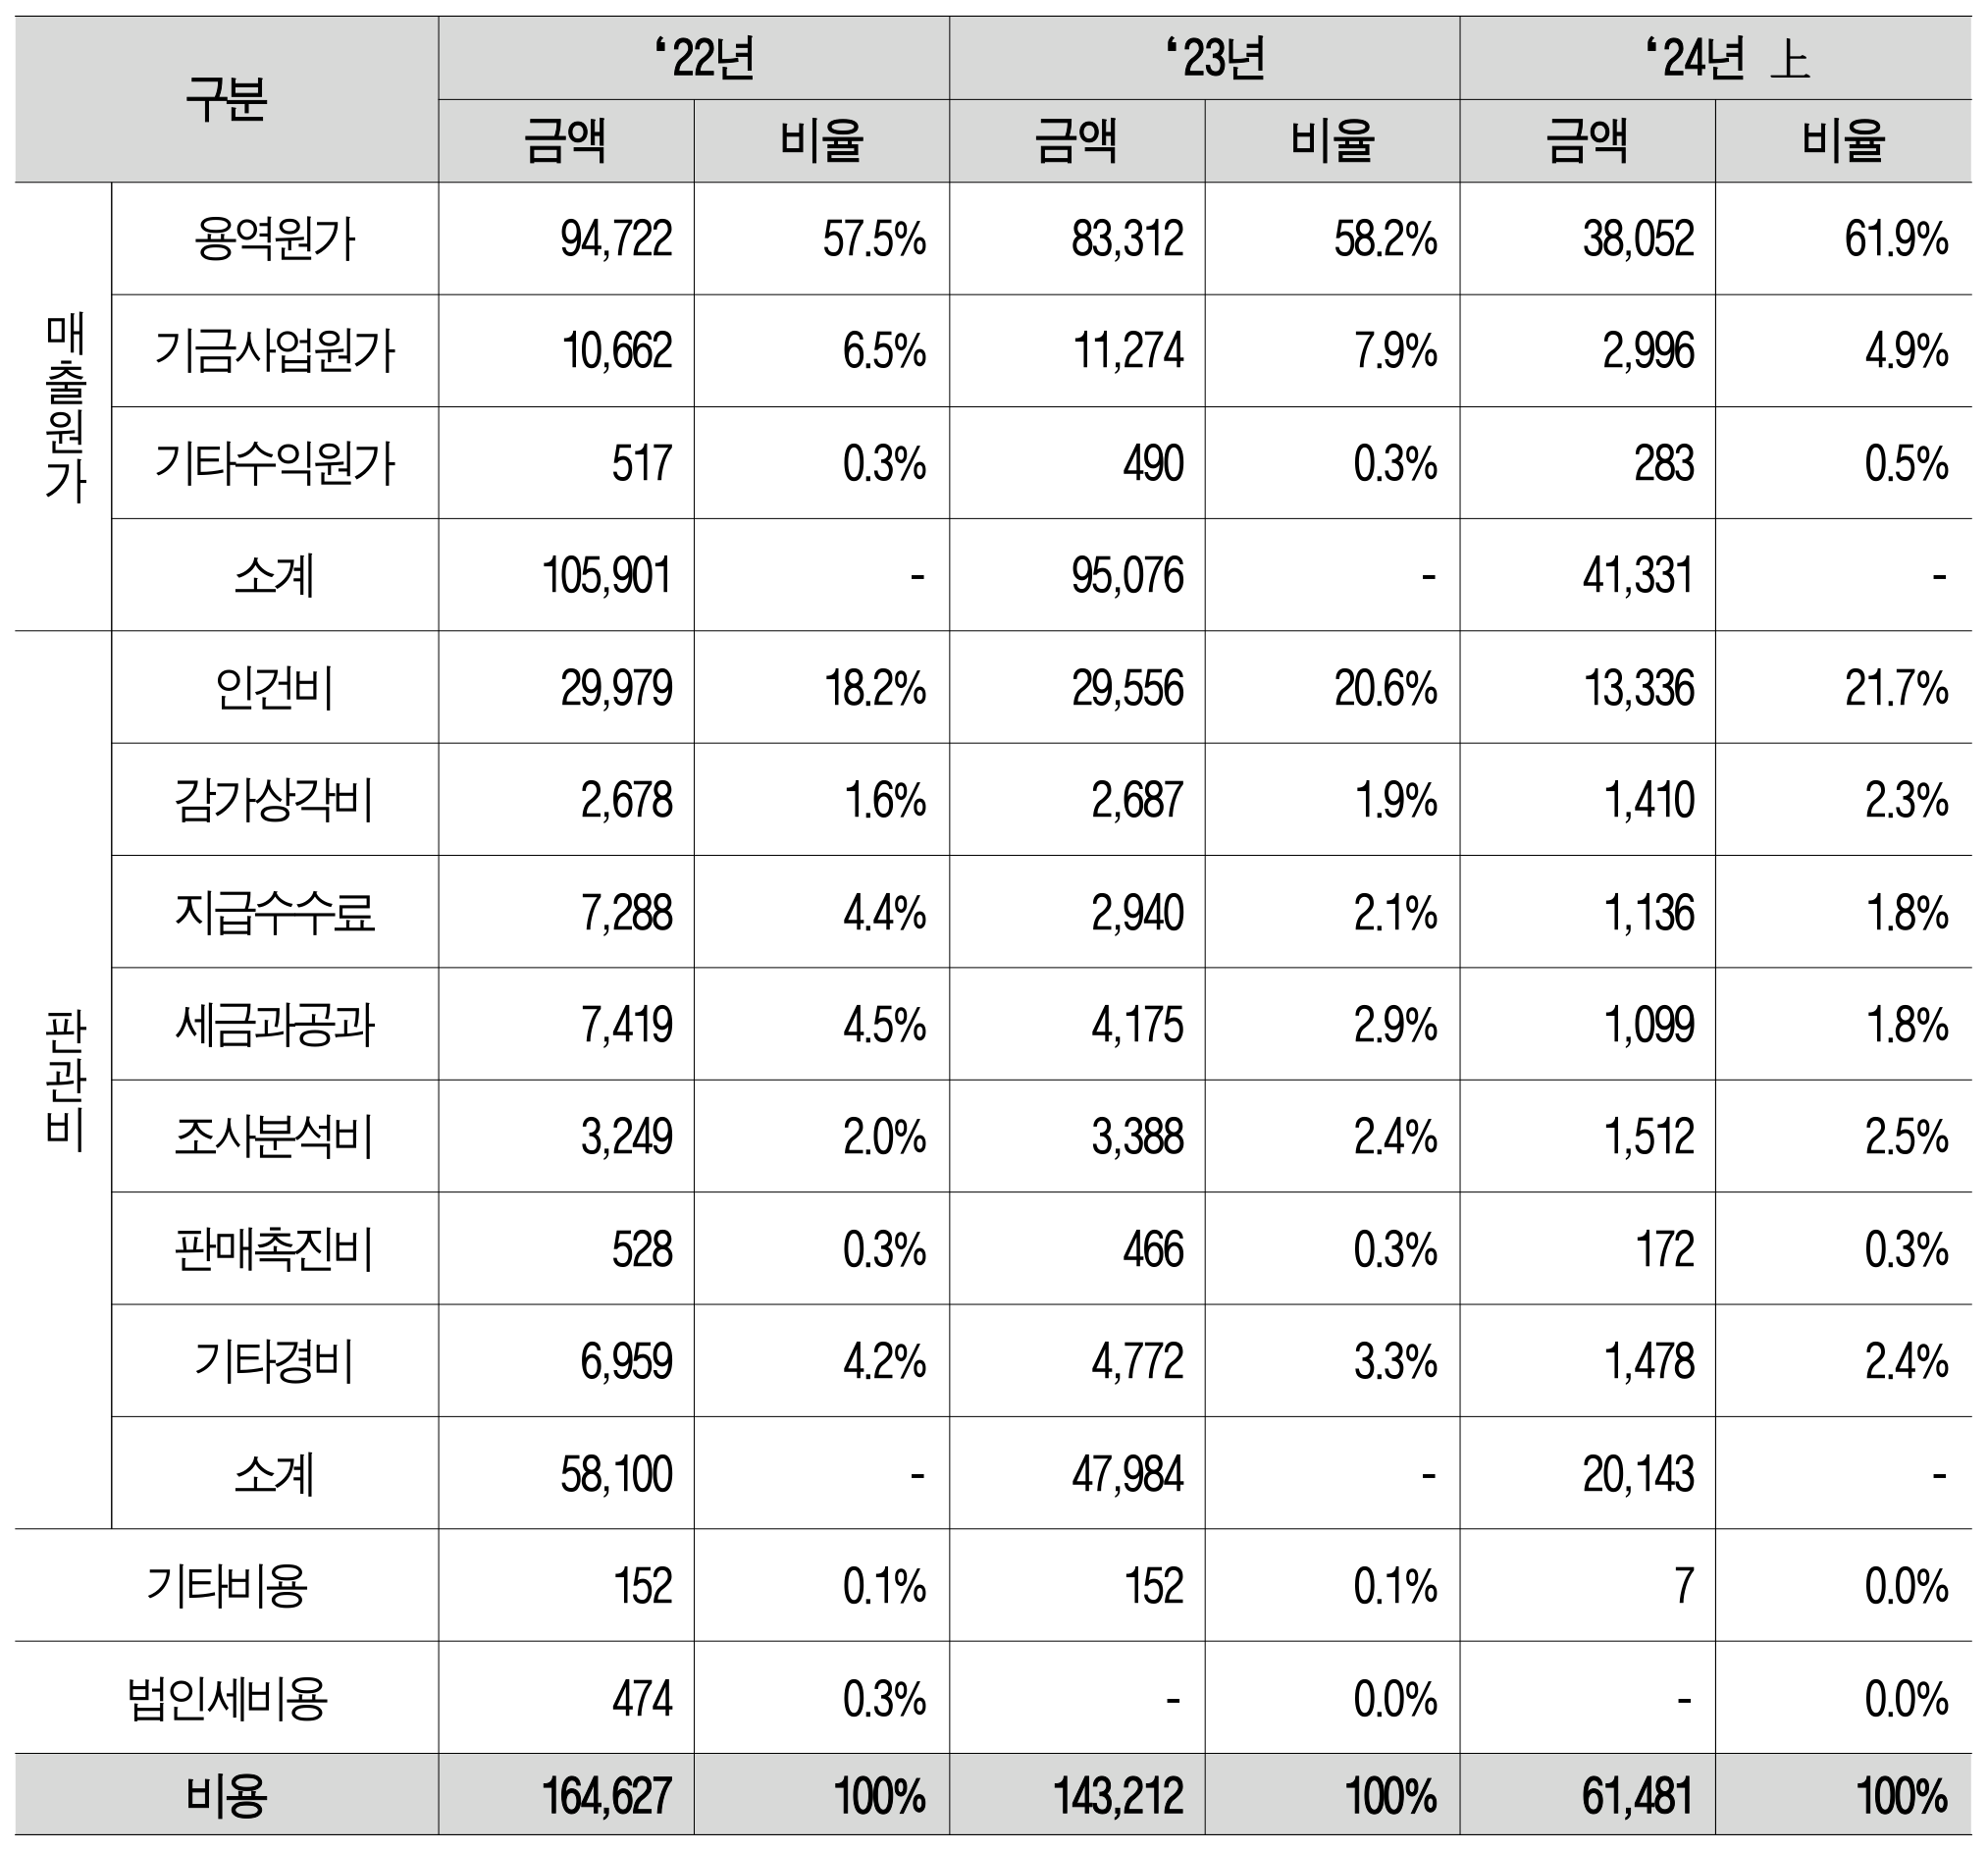 구분 ‘22년 ‘23년 ‘24년 上
금액 비율 금액 비율 금액 비율
매출원가
용역원가 94,722 57.5% 83,312 58.2% 38,052 61.9%
기금사업원가 10,662 6.5% 11,274 7.9% 2,996 4.9%
기타수익원가 517 0.3% 490 0.3% 283 0.5%
소계 105,901 - 95,076 - 41,331 -
판관비
인건비 29,979 18.2% 29,556 20.6% 13,336 21.7%
감가상각비 2,678 1.6% 2,687 1.9% 1,410 2.3%
지급수수료 7,288 4.4% 2,940 2.1% 1,136 1.8%
세금과공과 7,419 4.5% 4,175 2.9% 1,099 1.8%
조사분석비 3,249 2.0% 3,388 2.4% 1,512 2.5%
판매촉진비 528 0.3% 466 0.3% 172 0.3%
기타경비 6,959 4.2% 4,772 3.3% 1,478 2.4%
소계 58,100 - 47,984 - 20,143 -
기타비용 152 0.1% 152 0.1% 7 0.0%
법인세비용 474 0.3% - 0.0% - 0.0%
비용 164,627 100% 143,212 100% 61,481 100%